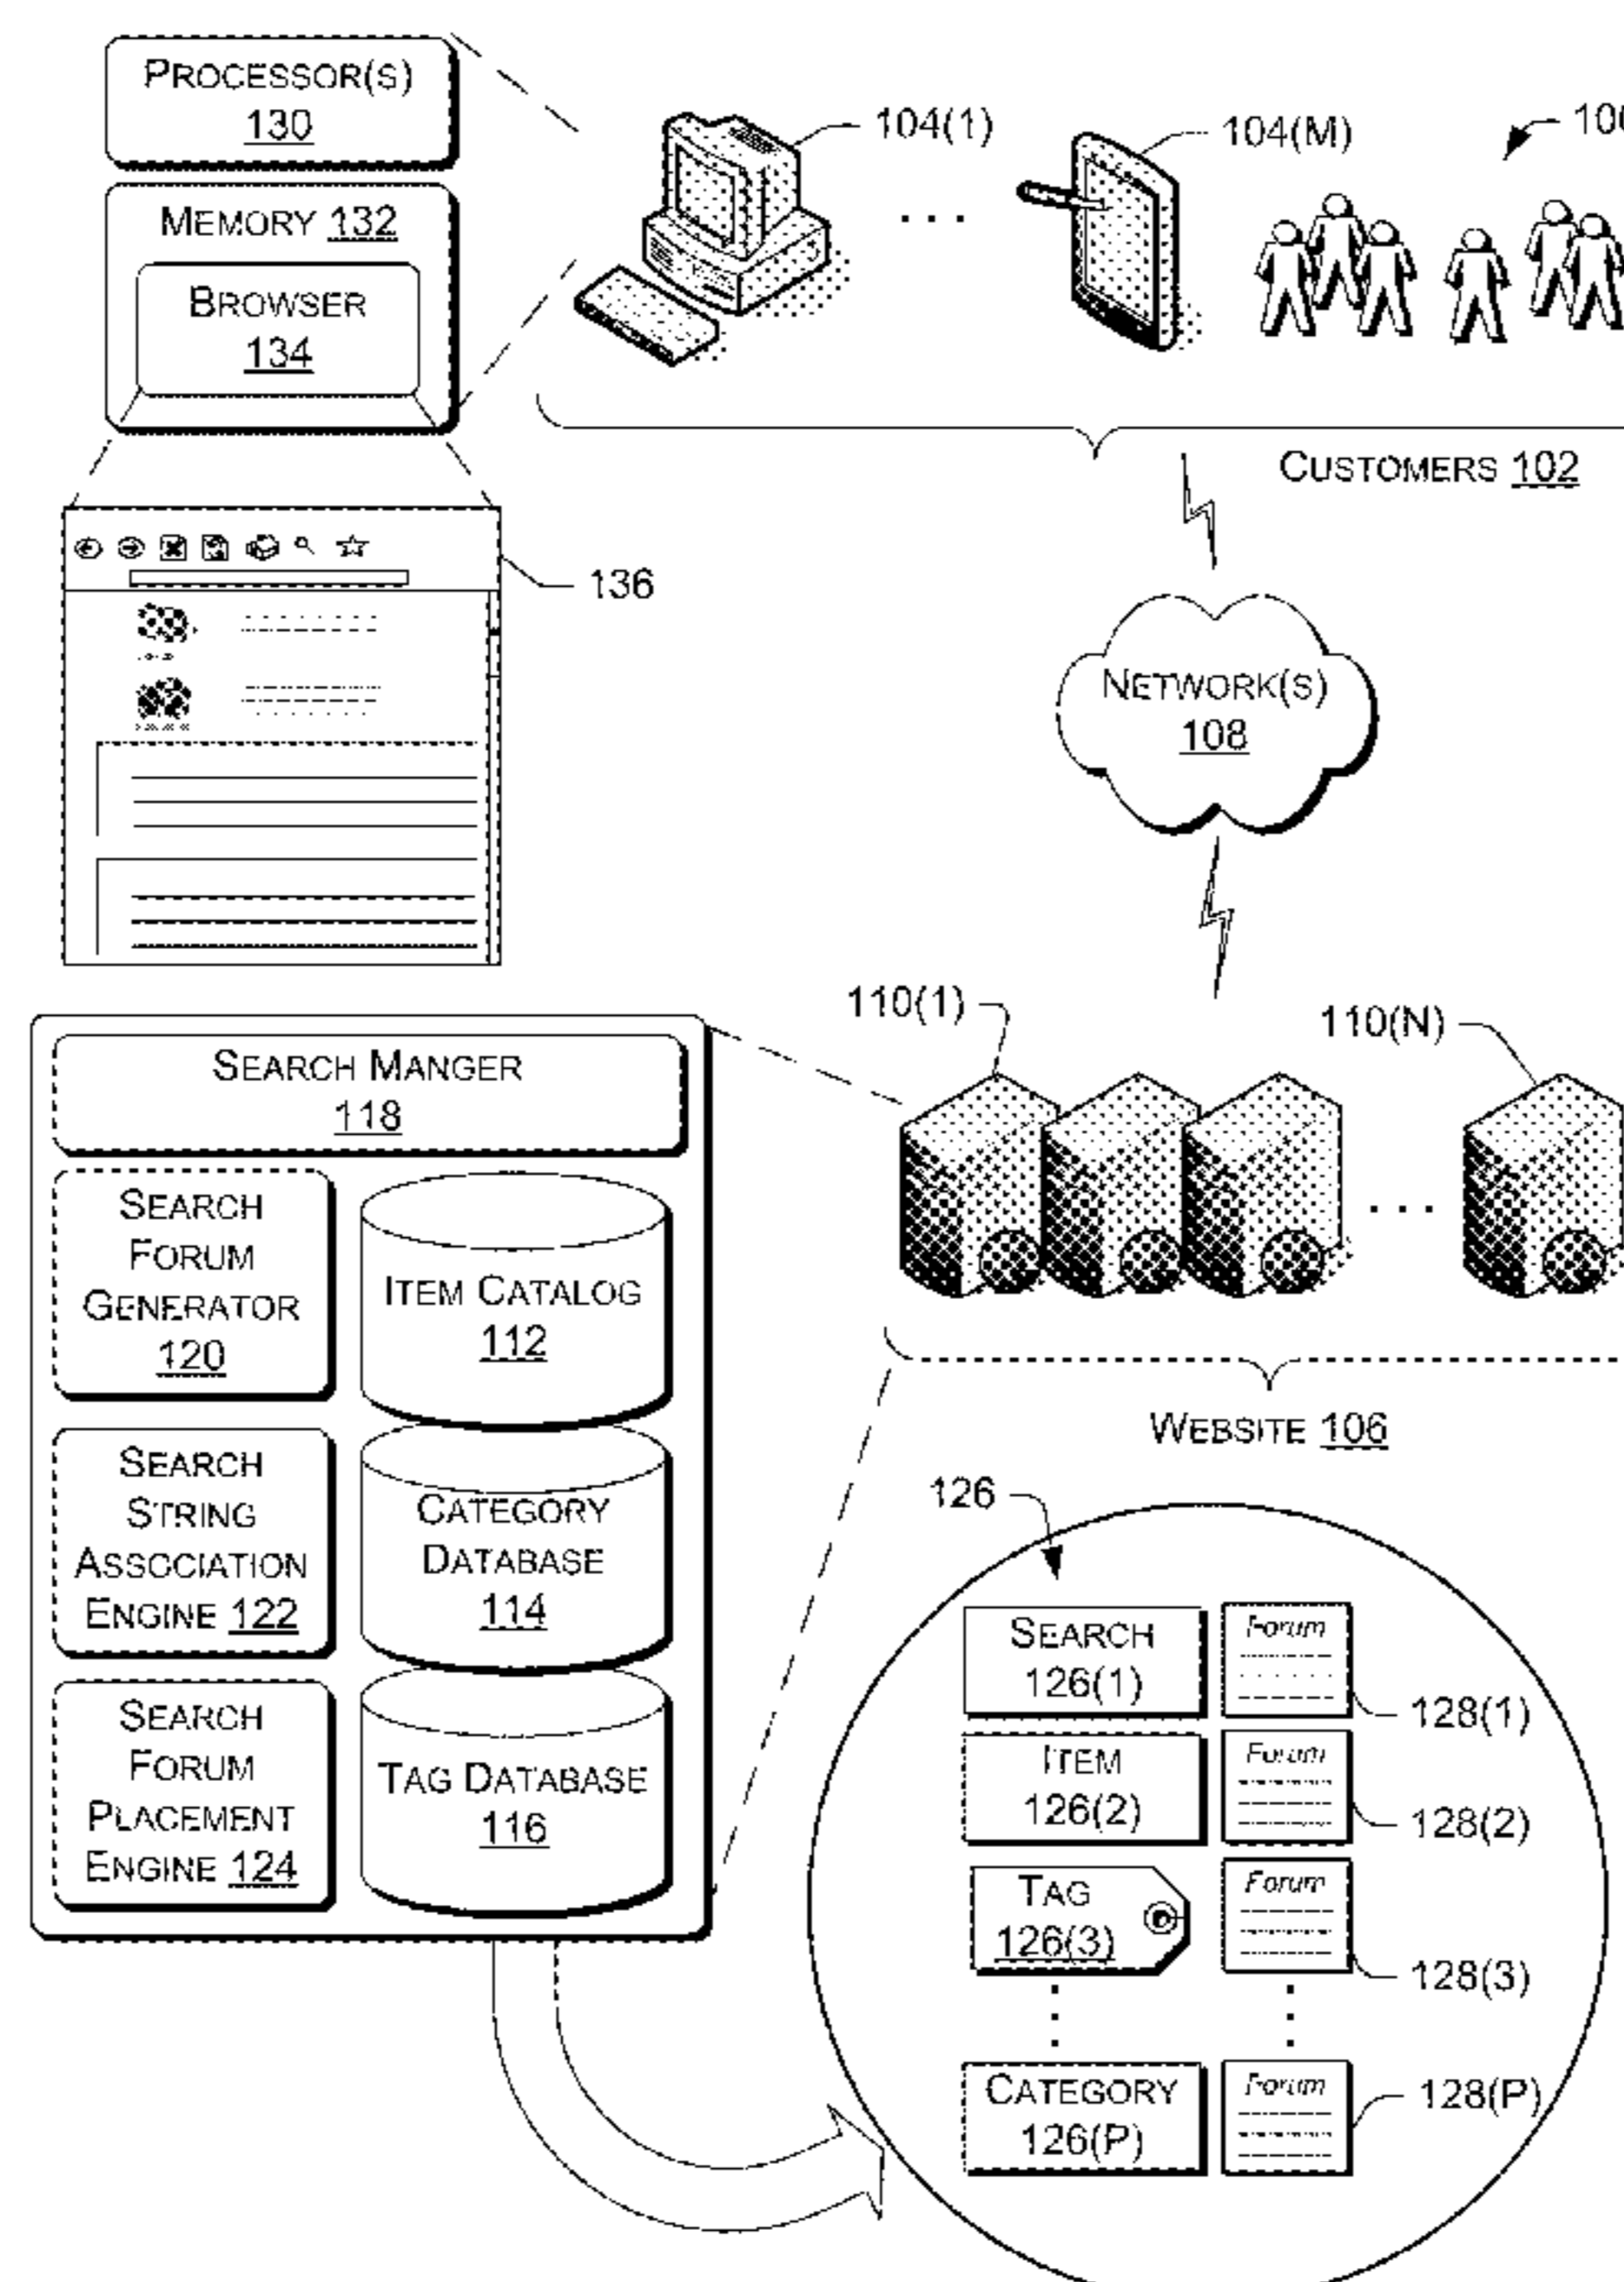 PROCESSOR(S)
130
MEMORY 132
BROWSER
134
104(1)
104(M)
CUSTOMERS 102
136
NETWORK(S)
108
110(1)
110(N)
SEARCH MANGER
118
SEARCH
FORUM
GENERATOR
120
ITEM CATALOG
112
SEARCH
STRING
ASSOCIATION
ENGINE 122
CATEGORY
DATABASE
114
SEARCH
FORUM
PLACEMENT
ENGINE 124
TAG DATABASE
116
WEBSITE 106
126
SEARCH
126(1)
Forum
128(1)
ITEM
126(2)
Forum
128(2)
TAG
126(3)
Forum
128(3)
CATEGORY
126(P)
Forum
128(P)